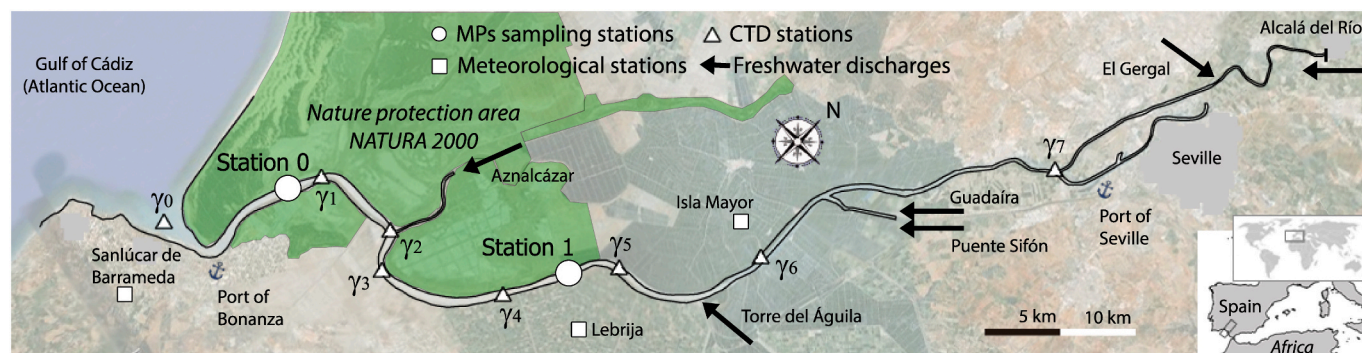 MPs sampling stations
CTD stations
Meteorological stations
Freshwater discharges
Gulf of Cádiz
(Atlantic Ocean)
Nature protection area
NATURA 2000
N
Alcalá del Río
El Gergal
Station 0
Aznalcázar
γ0
γ1
γ2
γ3
γ4
γ5
γ6
γ7
Seville
Isla Mayor
Guadaíra
Puente Sifón
Port of
Seville
Station 1
Sanlúcar de
Barrameda
Port of
Bonanza
Lebrija
Torre del Águila
5 km
10 km
Spain
Africa